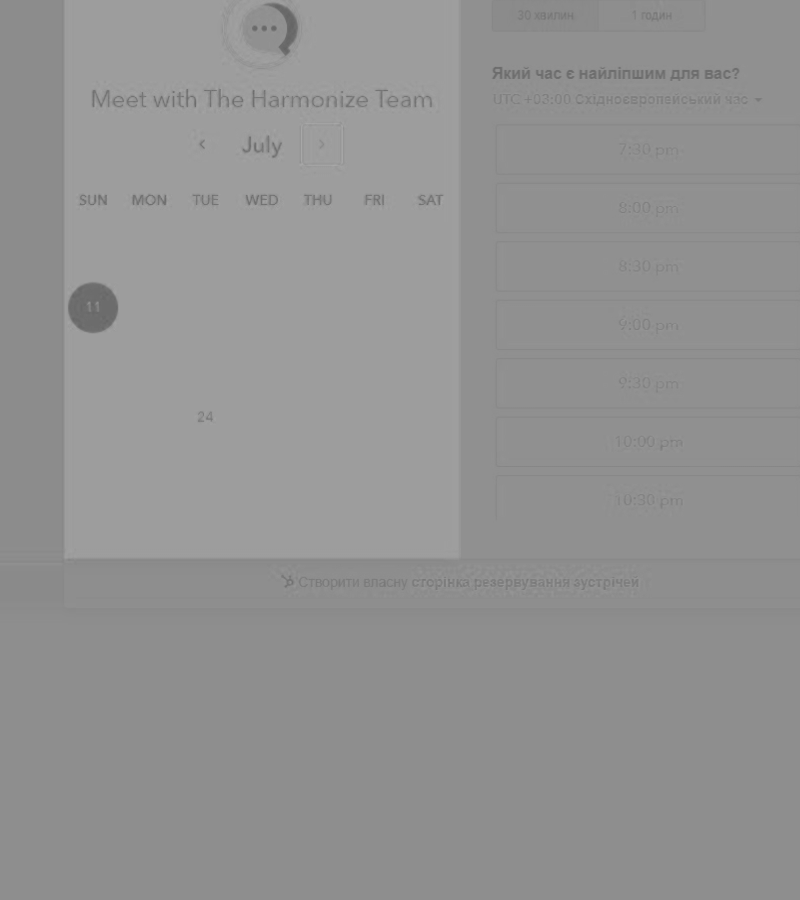 30 хвилин 1 годин
Meet with The Harmonize Team
July
SUN MON TUE WED THU FRI SAT
11
24
Який час є найліпшим для вас?
UTC +03:00 Східноєвропейський час
7:30 pm
8:00 pm
8:30 pm
9:00 pm
9:30 pm
10:00 pm
10:30 pm
Створити власну сторінка резервування зустрічей